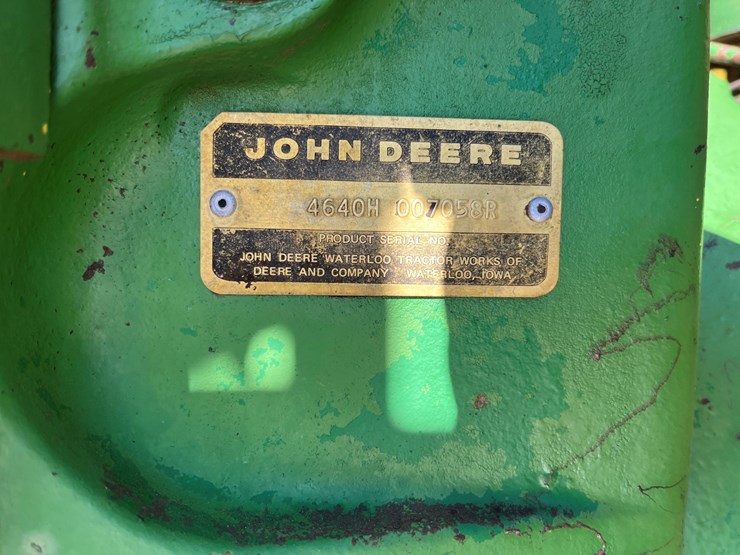 JOHN DEERE
4640H 007058R
PRODUCT SERIAL NO.
JOHN DEERE WATERLOO TRACTOR WORKS OF
DEERE AND COMPANY WATERLOO, IOWA